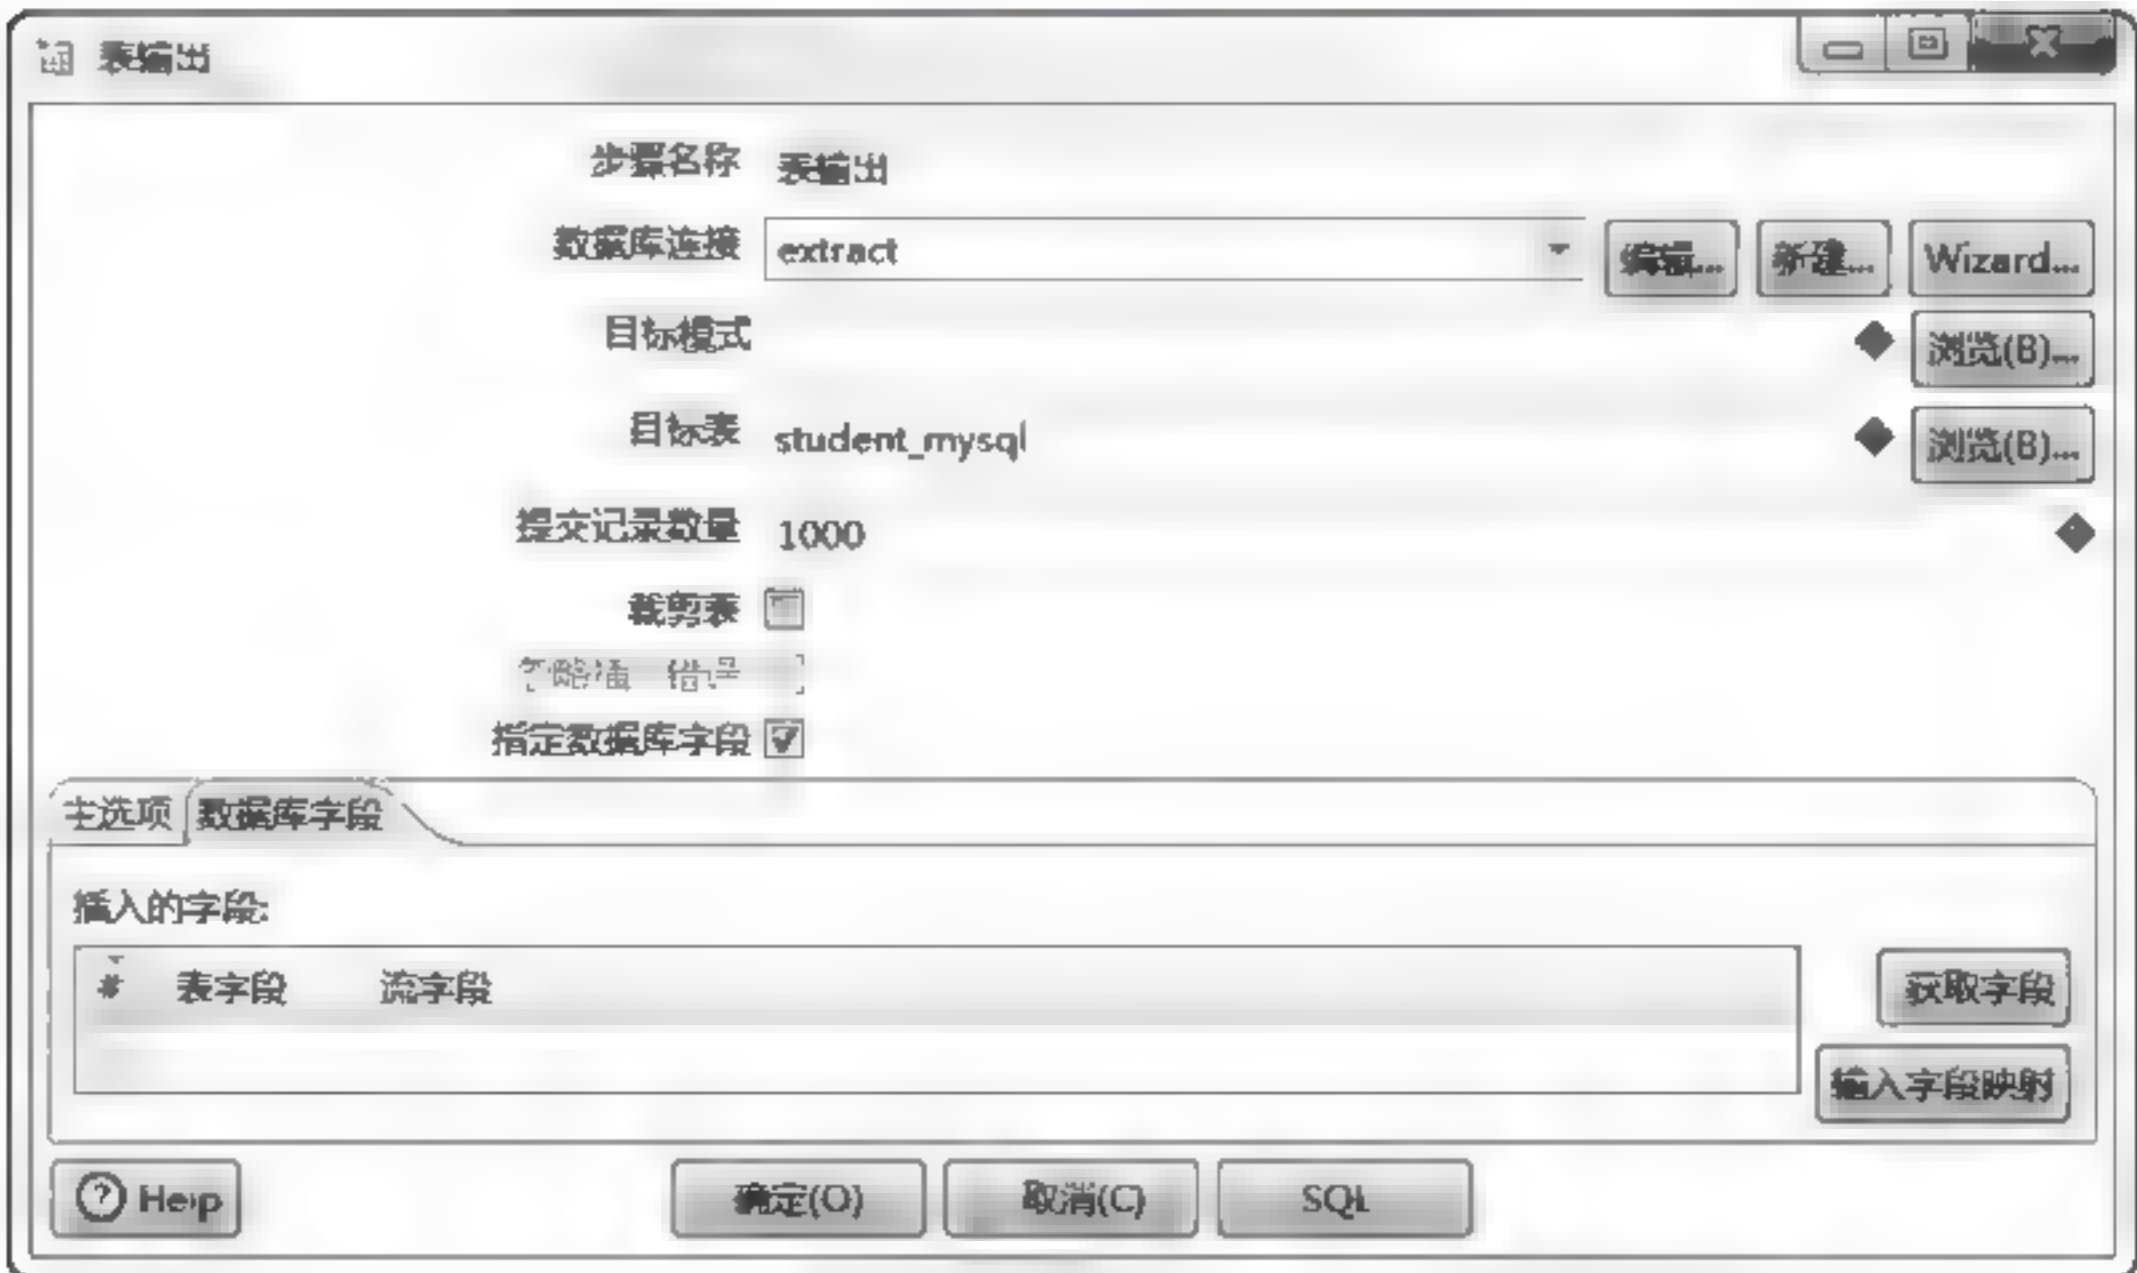 表输出
步骤名称 表输出
数据库连接 extract 编辑... 新建... Wizard...
目标模式 浏览(B)...
目标表 student_mysql 浏览(B)...
提交记录数量 1000
裁剪表
指定数据库字段
主选项 数据库字段
插入的字段:
# 表字段 流字段
获取字段
输入字段映射
Help 确定(O) 取消(C) SQL